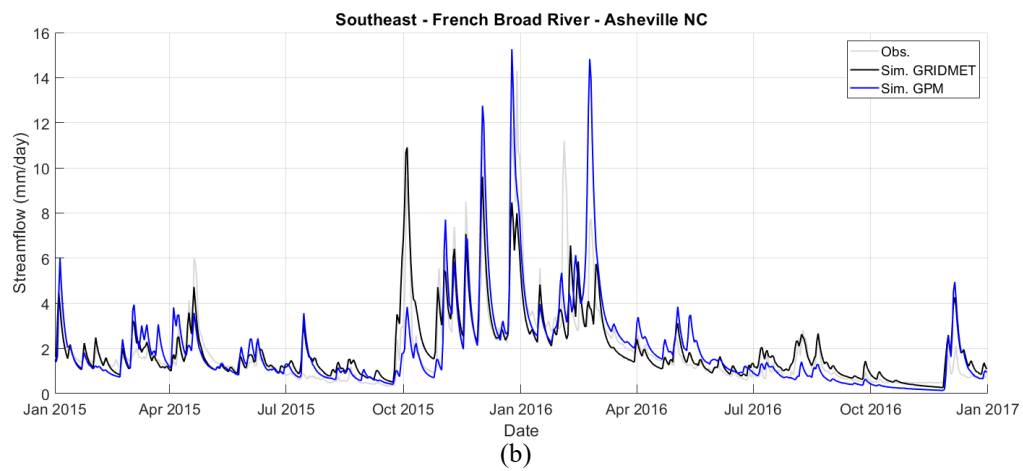 Southeast - French Broad River - Asheville NC
Streamflow (mm/day)
16
14
12
10
8
6
4
2
0
Obs.
Sim. GRIDMET
Sim. GPM
Jan 2015
Apr 2015
Jul 2015
Oct 2015
Jan 2016
Apr 2016
Jul 2016
Oct 2016
Jan 2017
Date
(b)